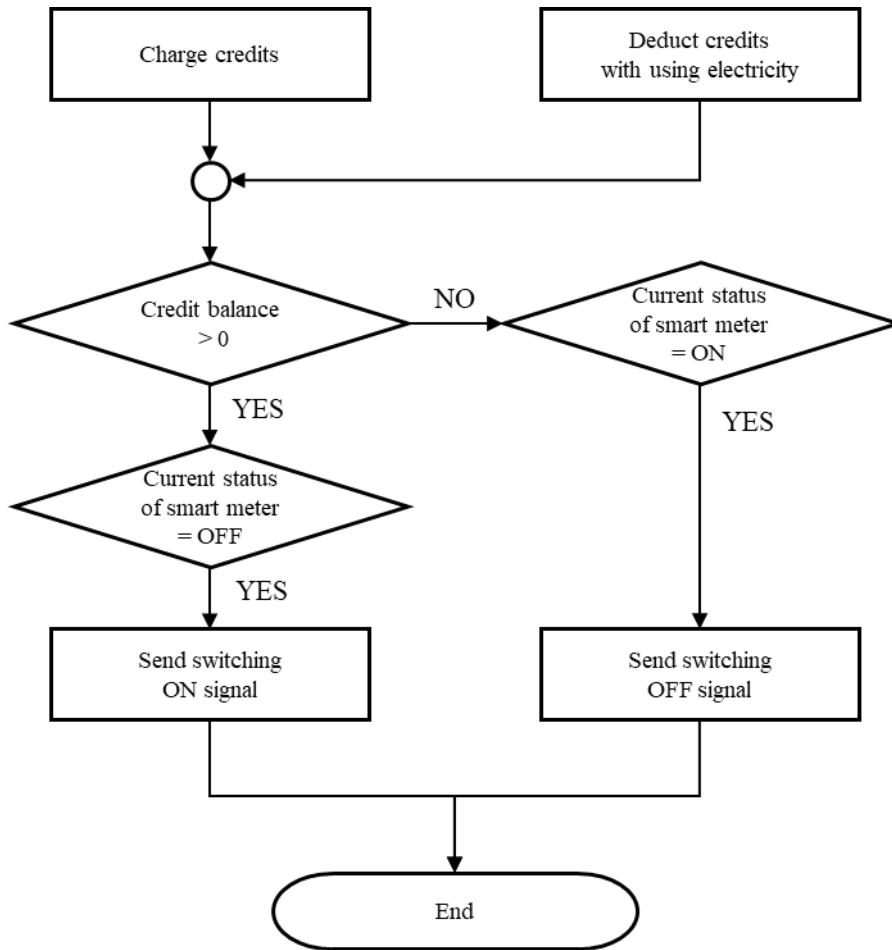 Charge credits
Deduct credits
with using electricity
Credit balance
> 0
NO
Current status
of smart meter
= ON
YES
YES
Current status
of smart meter
= OFF
YES
Send switching
ON signal
Send switching
OFF signal
End